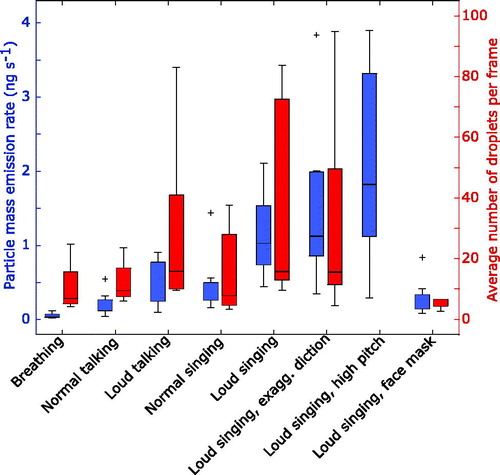 Particle mass emission rate (ng s⁻¹)
4
3
2
1
0
100
80
60
40
20
0
Average number of droplets per frame
Breathing
Normal talking
Loud talking
Normal singing
Loud singing
Loud singing, exagg. diction
Loud singing, high pitch
Loud singing, face mask